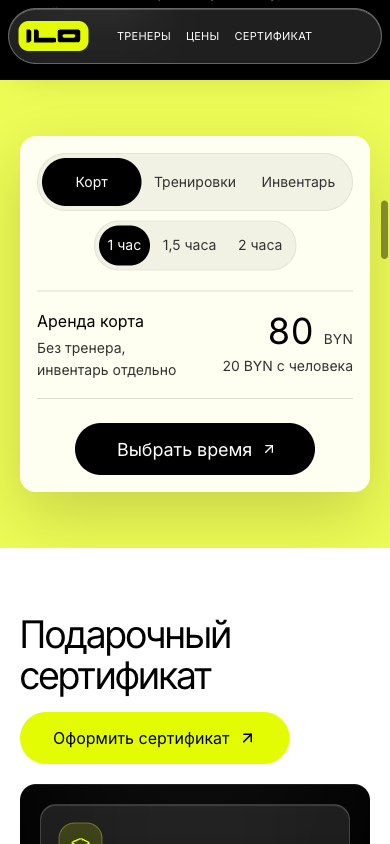 ILO
ТРЕНЕРЫ ЦЕНЫ СЕРТИФИКАТ
Корт Тренировки Инвентарь
1 час 1,5 часа 2 часа
Аренда корта
Без тренера,
инвентарь отдельно
80 BYN
20 BYN с человека
Выбрать время
Подарочный
сертификат
Оформить сертификат